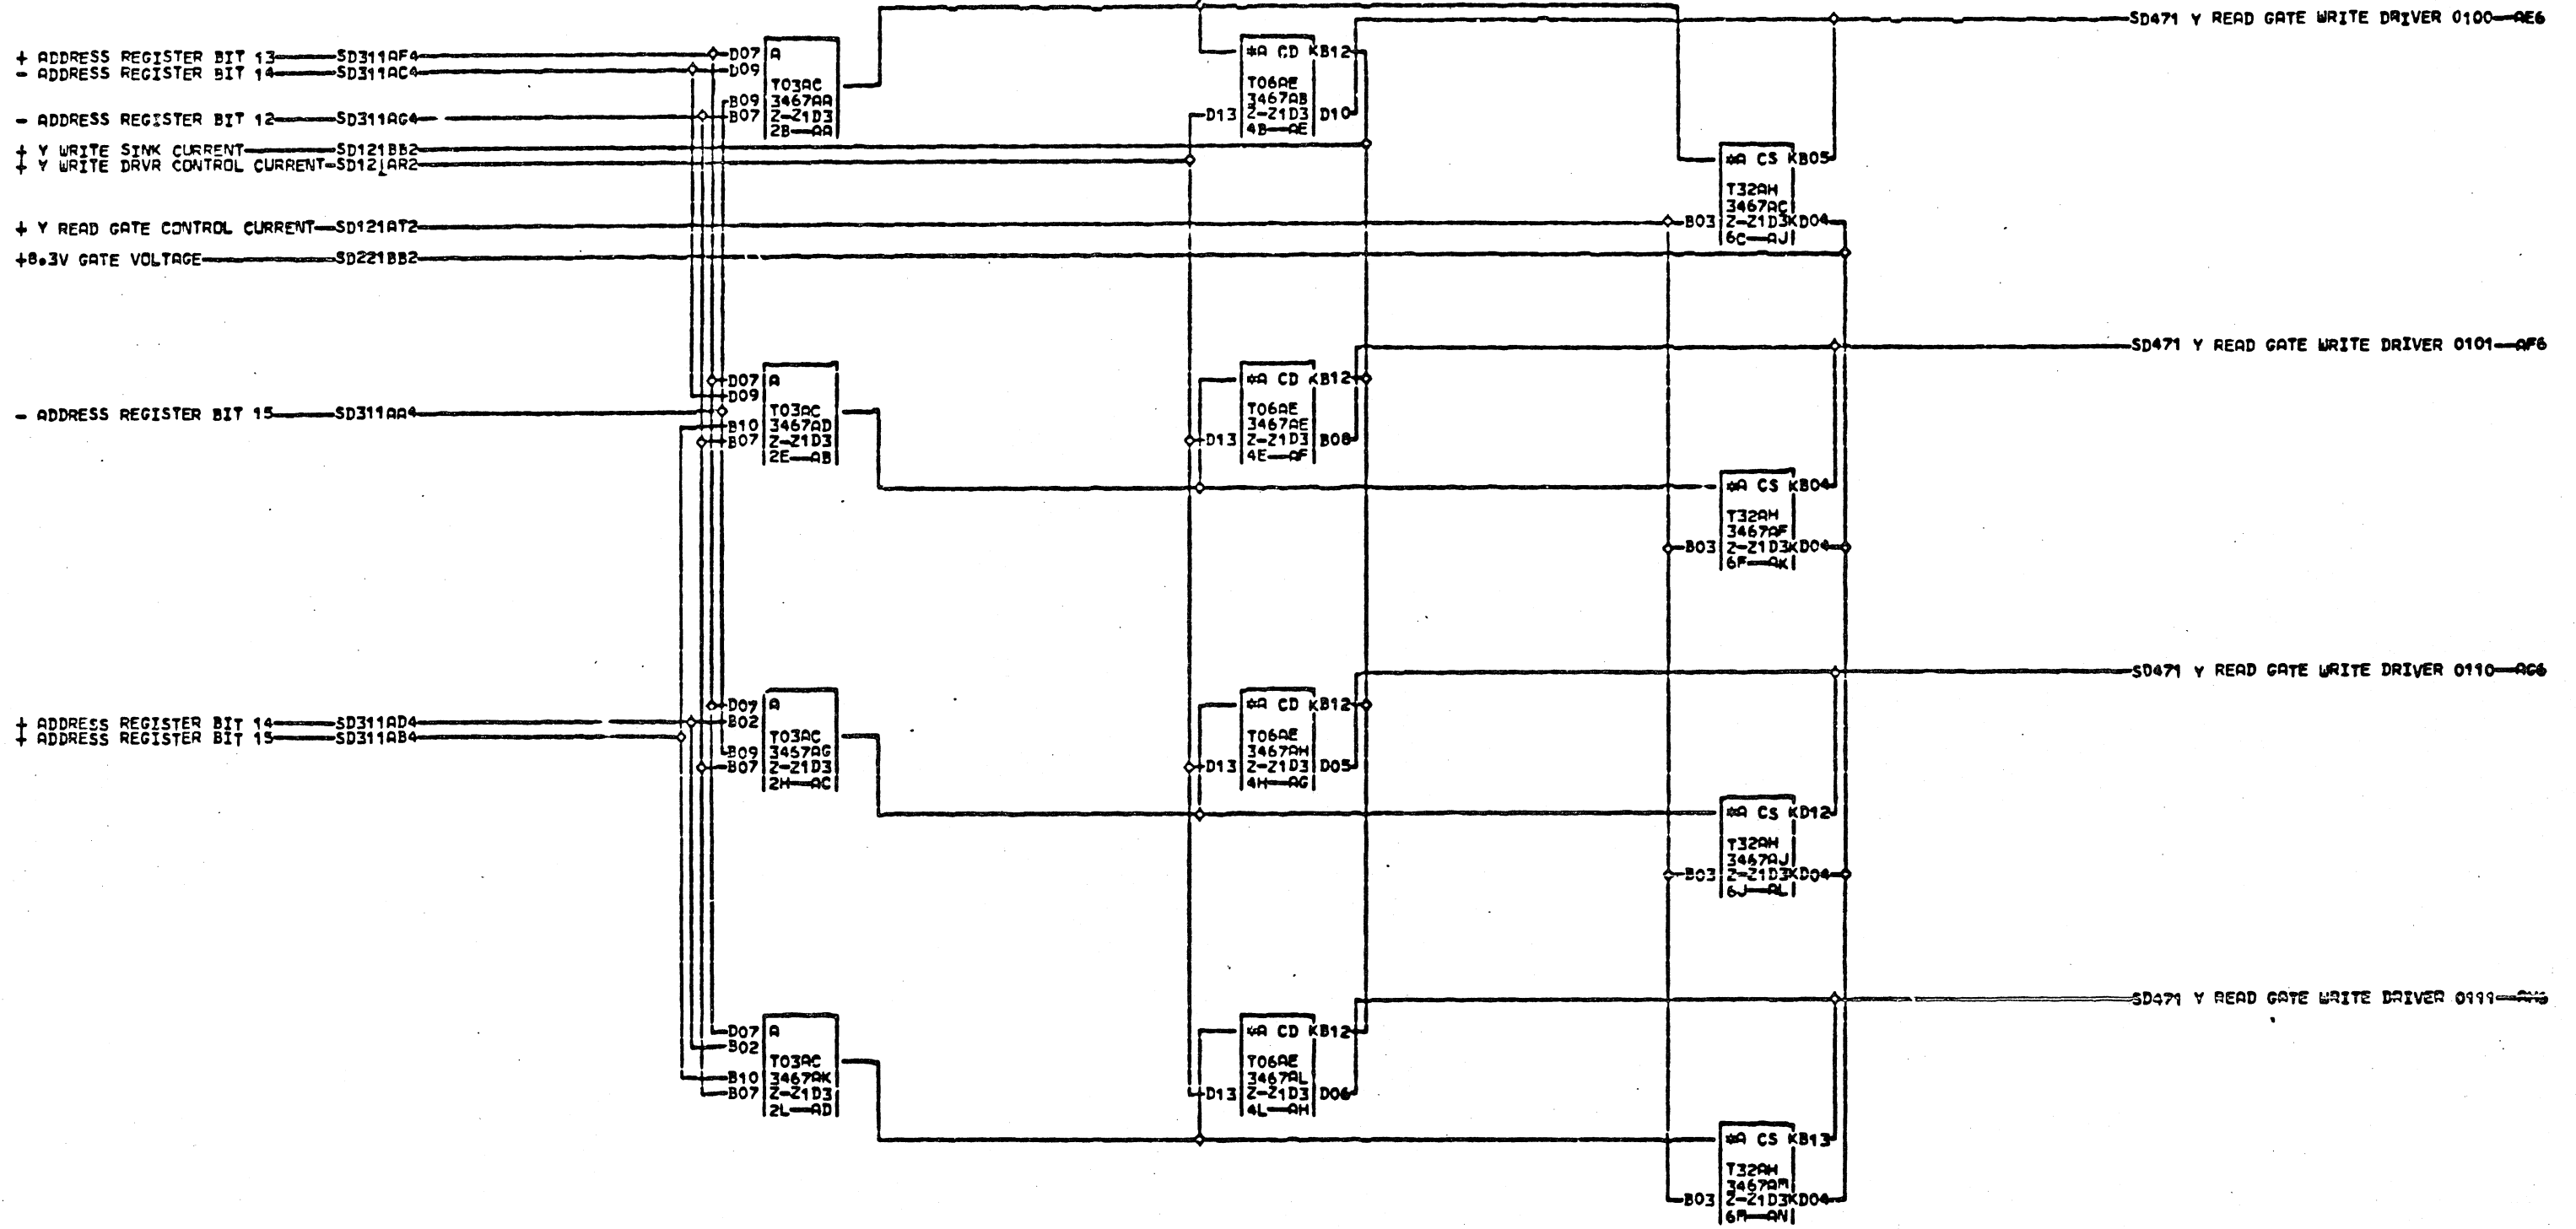 SD471 Y READ GATE WRITE DRIVER 0100—AE6
+ ADDRESS REGISTER BIT 13—SD311AF4
- ADDRESS REGISTER BIT 14—SD311AC4
D07
D09
B09
B07
A
T03AC
3467AA
Z-Z1D3
2B—AA
*A CD KB12
T06AE
3467AB
D13 Z-Z1D3 D10
4B—AE
- ADDRESS REGISTER BIT 12—SD311AG4
+ Y WRITE SINK CURRENT—SD121BB2
+ Y WRITE DRVR CONTROL CURRENT—SD121AR2
*A CS KB05
T32AH
3467AC
B03 Z-Z1D3KD04
6C—AJ
+ Y READ GATE CONTROL CURRENT—SD121AT2
+8.3V GATE VOLTAGE—SD221BB2
SD471 Y READ GATE WRITE DRIVER 0101—AF6
D07 A
D09
T03AC
B10 3467AD
B07 Z-Z1D3
2E—AB
*A CD KB12
T06AE
3467AE
D13 Z-Z1D3 B08
4E—AF
- ADDRESS REGISTER BIT 15—SD311AA4
*A CS KB04
T32AH
3467AF
B03 Z-Z1D3KD04
6F—AK
SD471 Y READ GATE WRITE DRIVER 0110—AG6
D07 A
B02
T03AC
B09 3467AG
B07 Z-Z1D3
2H—AC
*A CD KB12
T06AE
3467AH
D13 Z-Z1D3 D05
4H—AG
+ ADDRESS REGISTER BIT 14—SD311AD4
+ ADDRESS REGISTER BIT 15—SD311AB4
*A CS KD12
T32AH
3467AJ
B03 Z-Z1D3KD04
6J—AL
SD471 Y READ GATE WRITE DRIVER 0111—AH6
D07 A
B02
T03AC
B10 3467AK
B07 Z-Z1D3
2L—AD
*A CD KB12
T06AE
3467AL
D13 Z-Z1D3 D06
4L—AH
*A CS KB13
T32AH
3467AM
B03 Z-Z1D3KD04
6M—AN